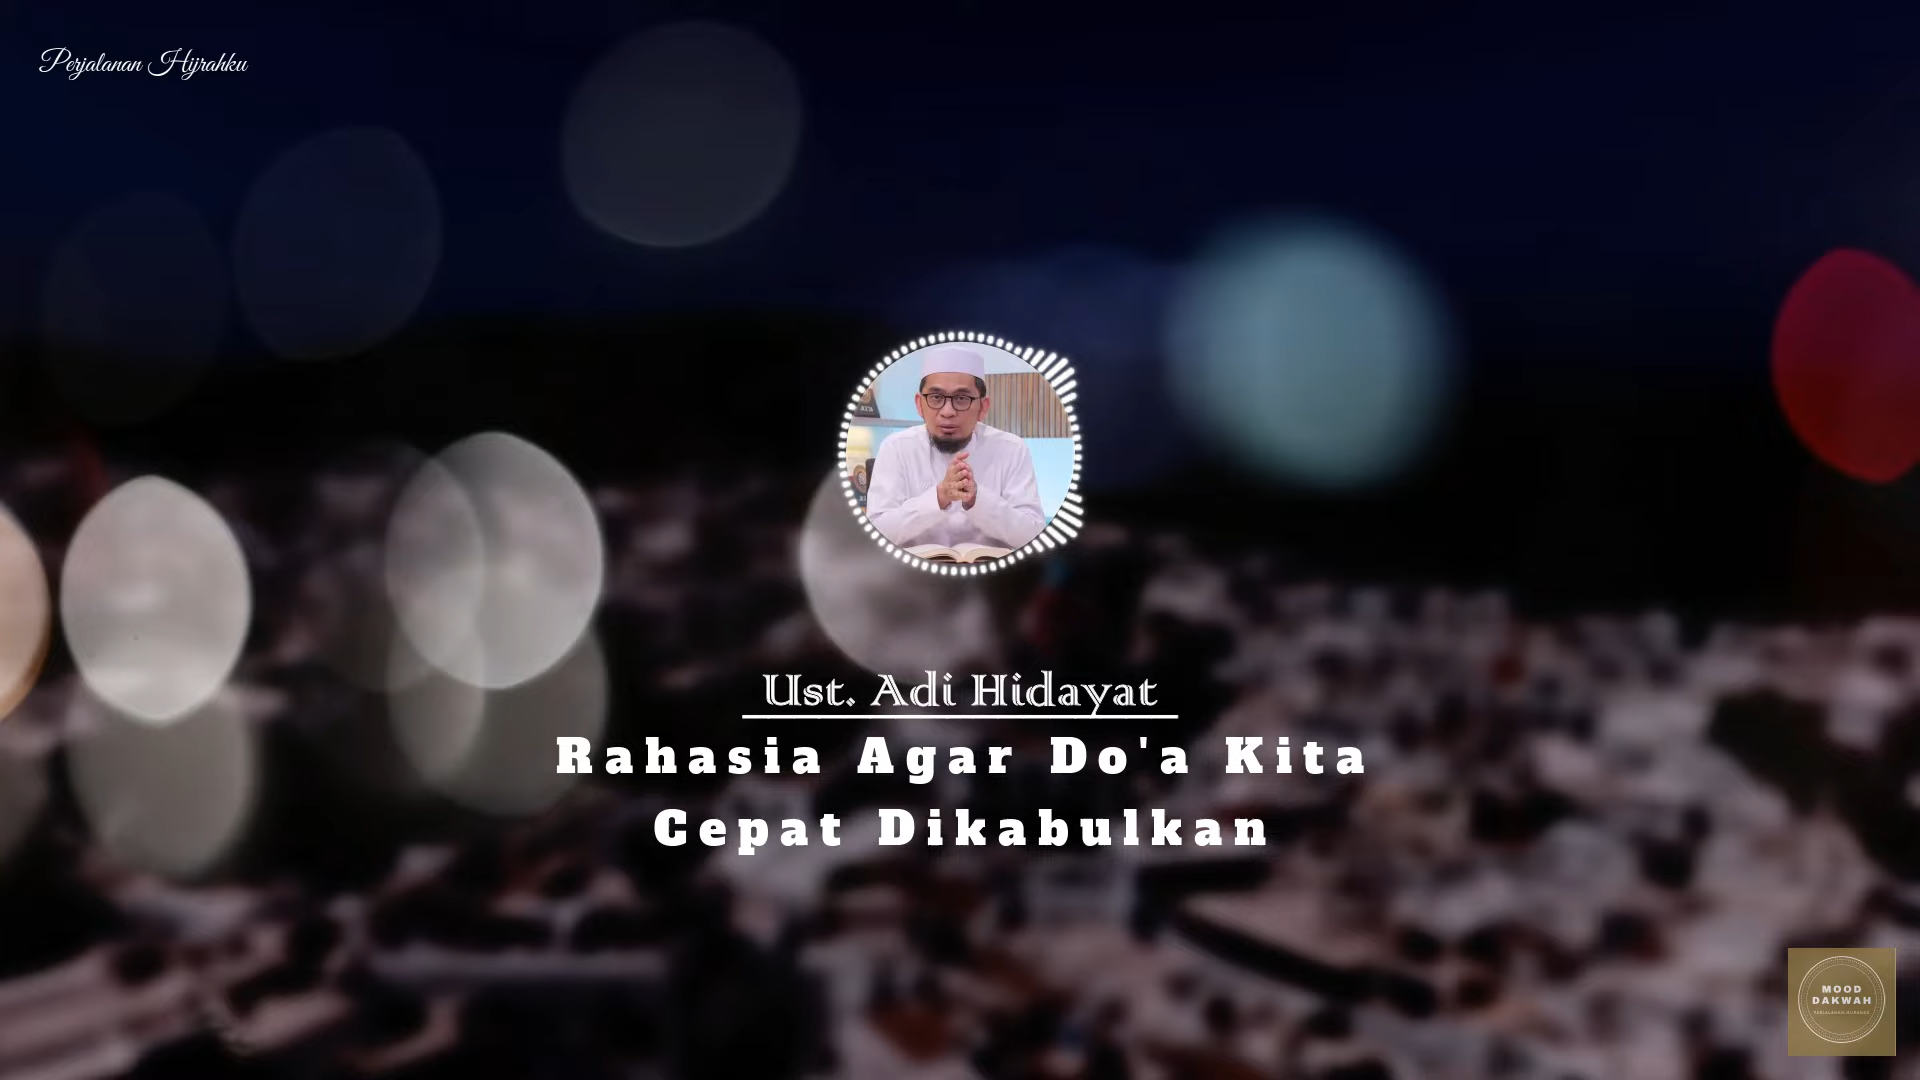 Perjalanan Hijrahku
Ust. Adi Hidayat
Rahasia Agar Do'a Kita
Cepat Dikabulkan
MOOD
DAKWAH